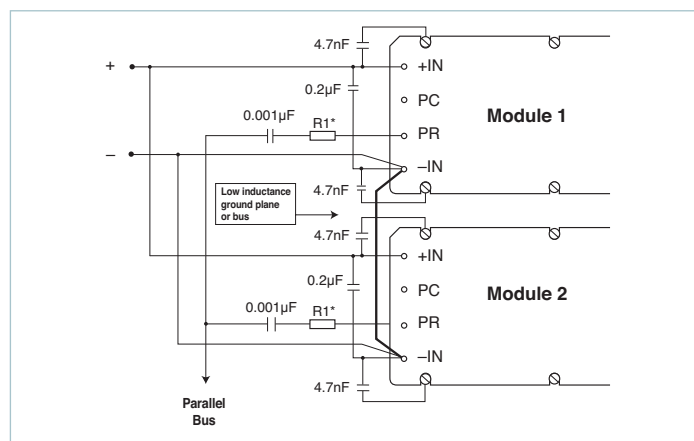 4.7nF
+
+IN
0.2µF
PC
Module 1
0.001µF
R1*
PR
–
–IN
4.7nF
Low inductance
ground plane
or bus
4.7nF
+IN
0.2µF
PC
Module 2
0.001µF
R1*
PR
–IN
4.7nF
Parallel
Bus